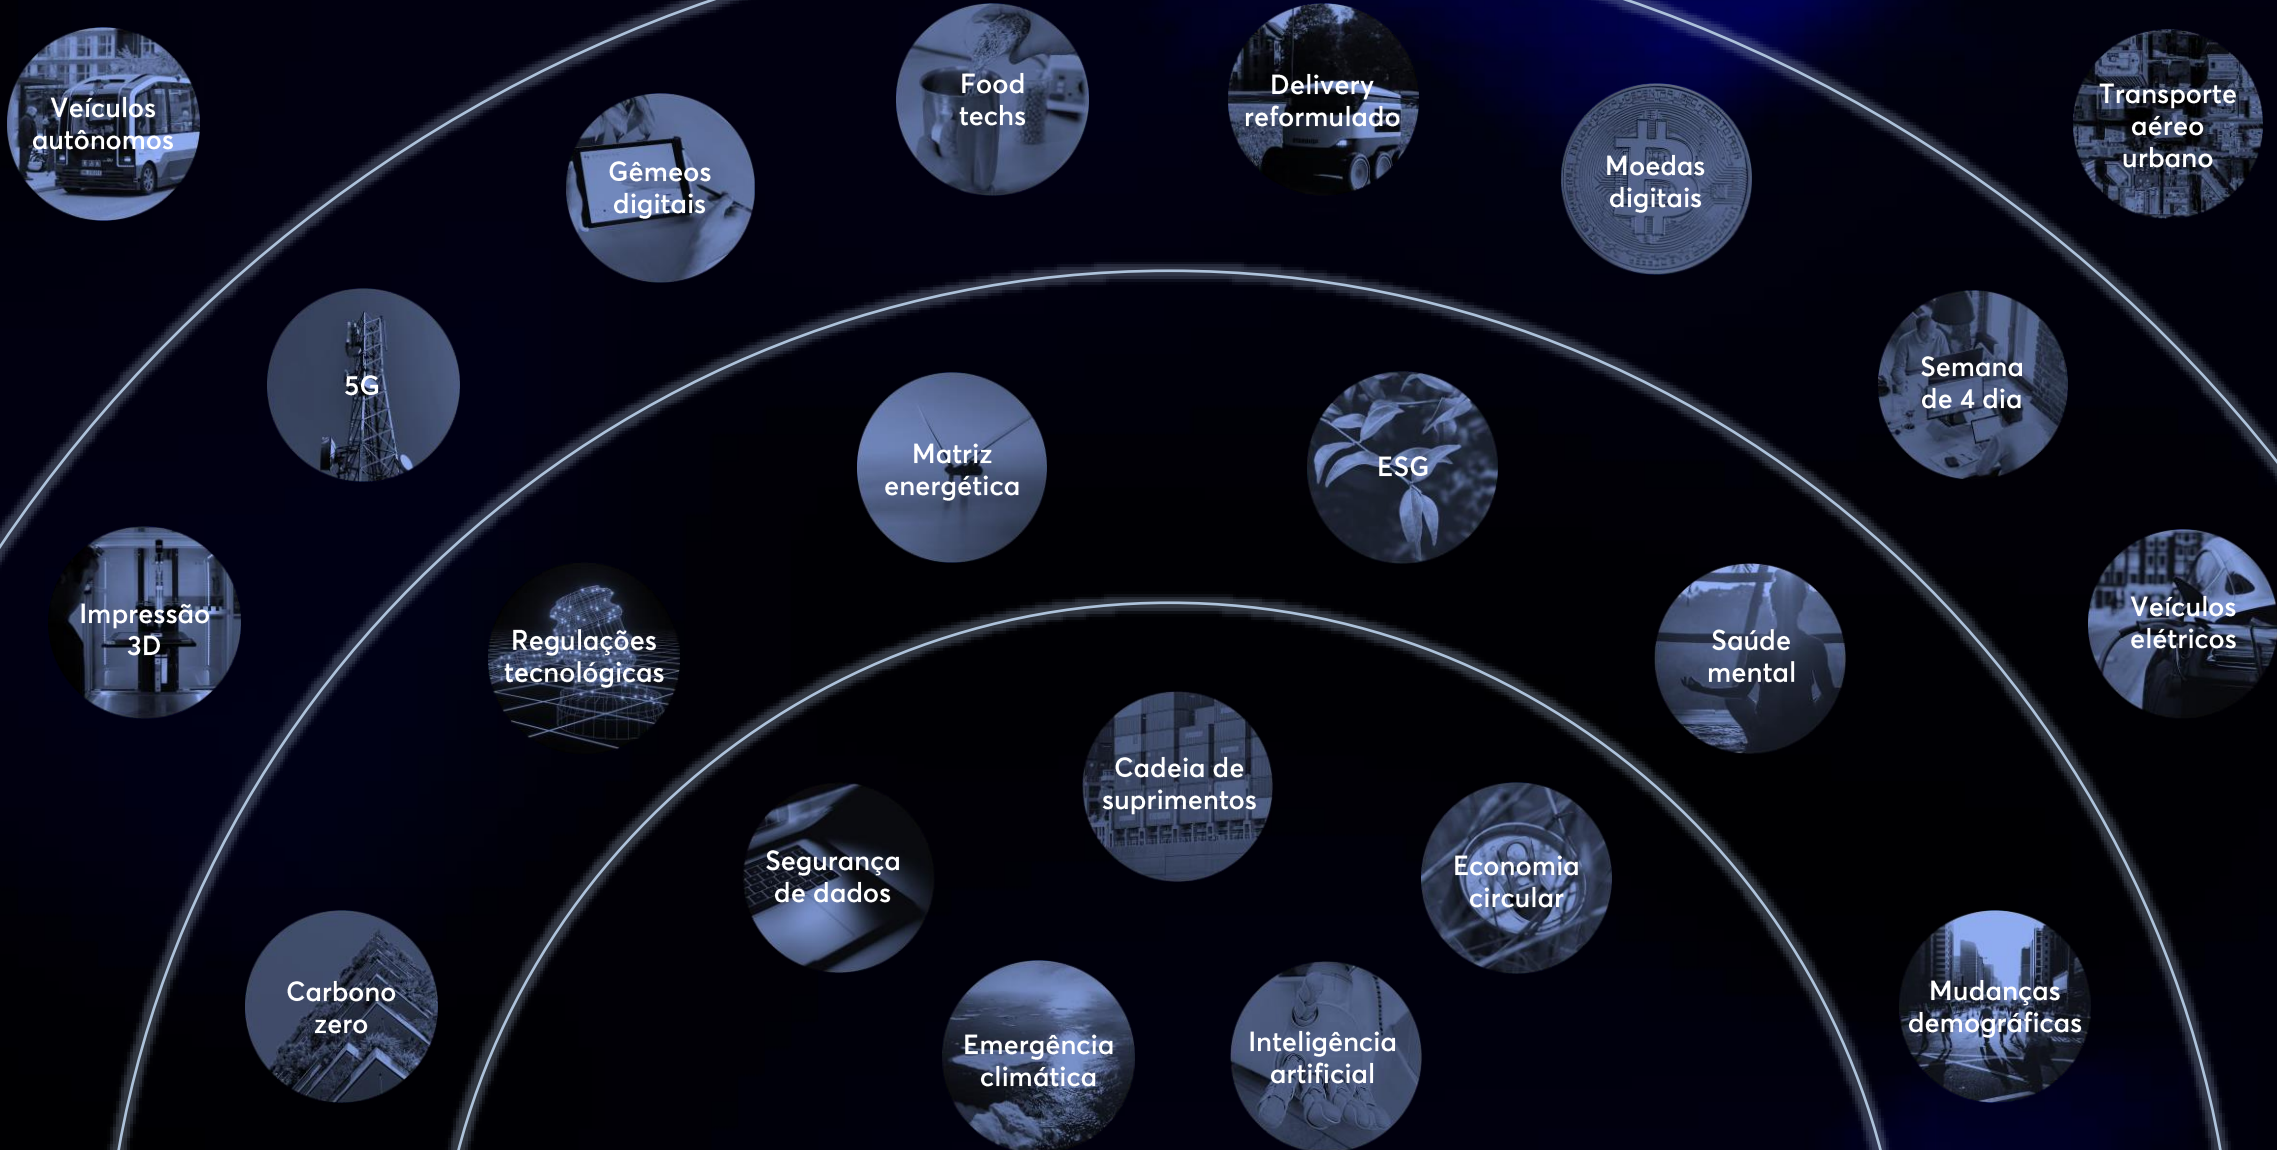 Veículos
autônomos
Gêmeos
digitais
Food
techs
Delivery
reformulado
Moedas
digitais
Transporte
aéreo
urbano
5G
Semana
de 4 dia
Matriz
energética
ESG
Impressão
3D
Regulações
tecnológicas
Saúde
mental
Veículos
elétricos
Cadeia de
suprimentos
Segurança
de dados
Economia
circular
Carbono
zero
Emergência
climática
Inteligência
artificial
Mudanças
demográficas